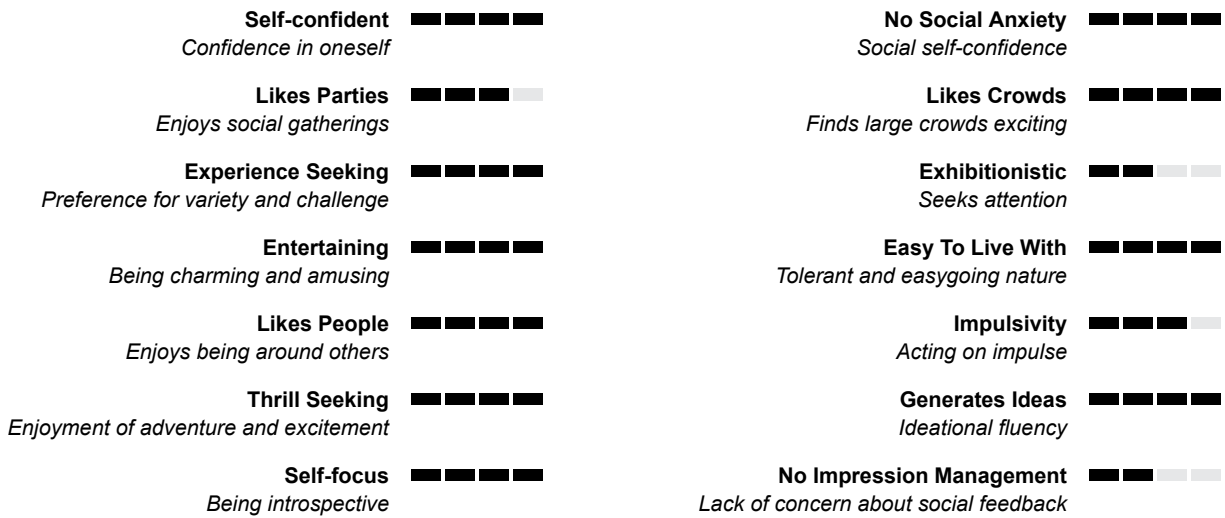 Self-confident
Confidence in oneself
Likes Parties
Enjoys social gatherings
Experience Seeking
Preference for variety and challenge
Entertaining
Being charming and amusing
Likes People
Enjoys being around others
Thrill Seeking
Enjoyment of adventure and excitement
Self-focus
Being introspective
No Social Anxiety
Social self-confidence
Likes Crowds
Finds large crowds exciting
Exhibitionistic
Seeks attention
Easy To Live With
Tolerant and easygoing nature
Impulsivity
Acting on impulse
Generates Ideas
Ideational fluency
No Impression Management
Lack of concern about social feedback